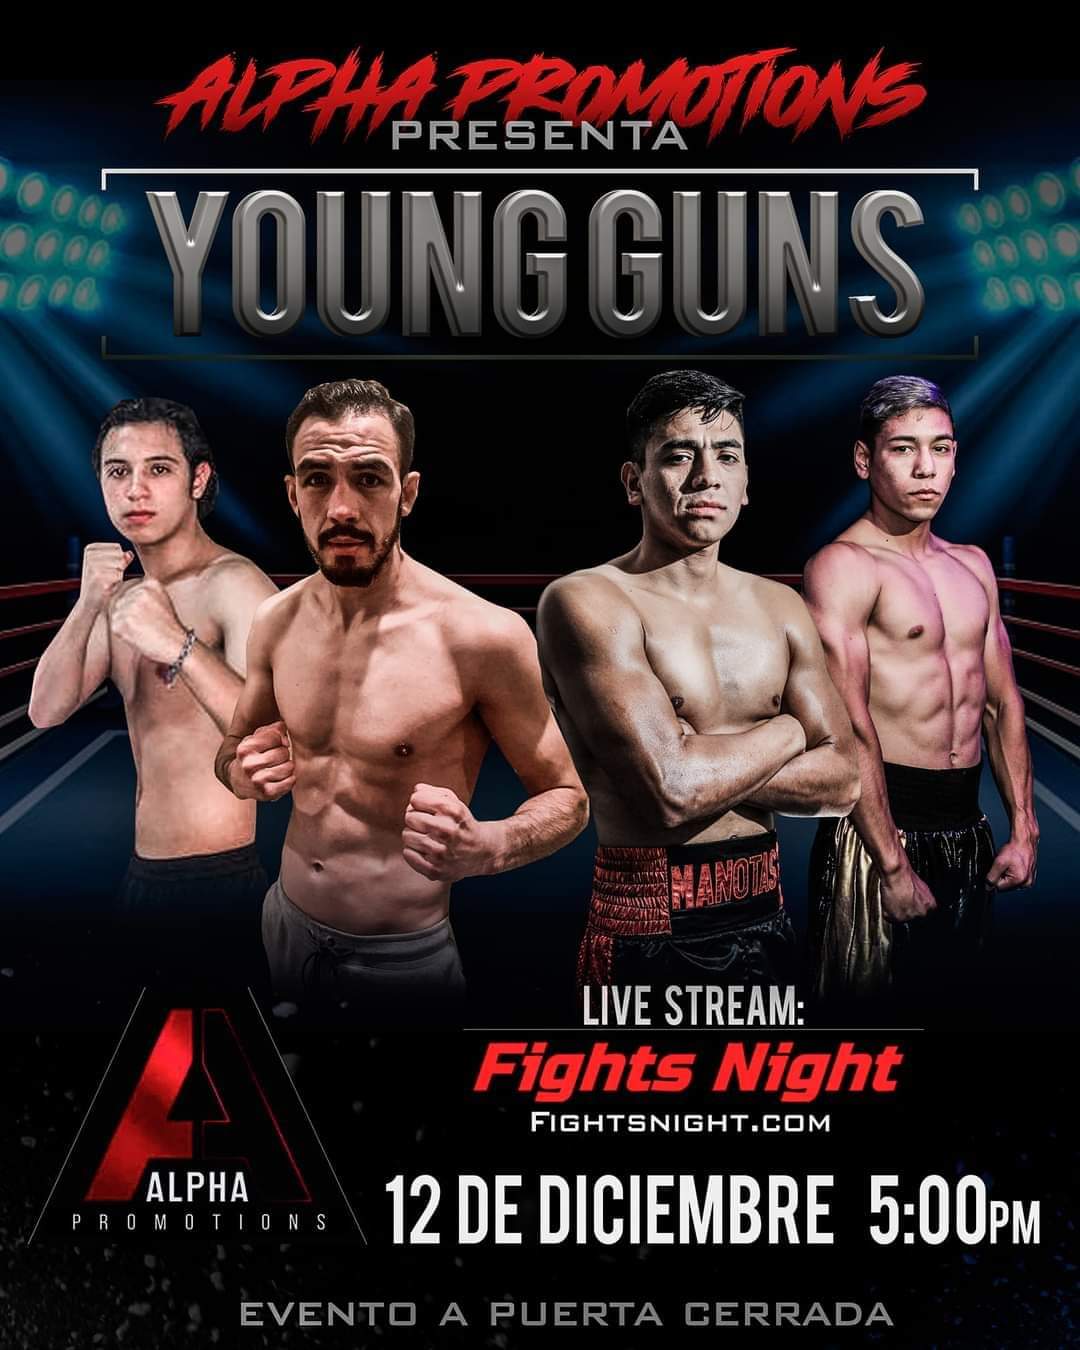 ALPHA PROMOTIONS
PRESENTA
YOUNG GUNS
MANOTAS
LIVE STREAM:
Fights Night
FIGHTSNIGHT.COM
ALPHA
PROMOTIONS
12 DE DICIEMBRE 5:00PM
EVENTO A PUERTA CERRADA